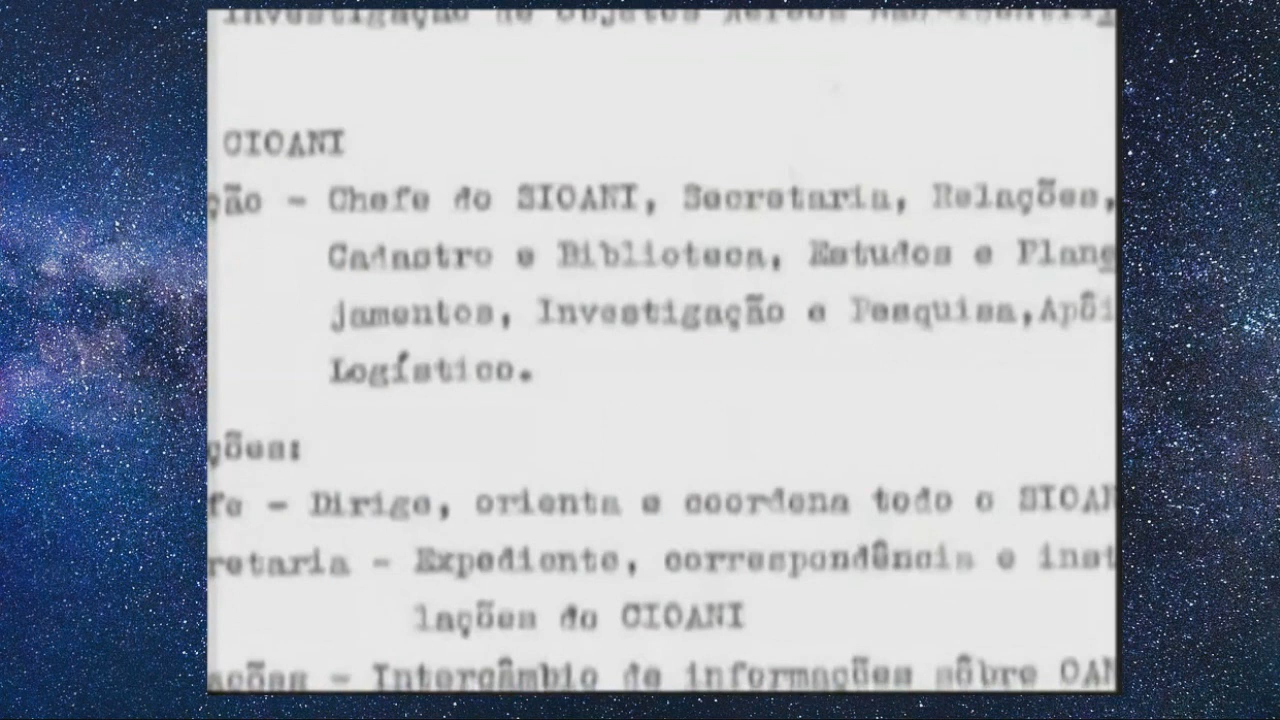 Investigação de Objetos Aéreos Não-Identifi
CIOANI
ção - Chefe do SIOANI, Secretaria, Relações,
Cadastro e Biblioteca, Estudos e Plane
jamentos, Investigação e Pesquisa,Apôi
Logístico.
ções:
fe - Dirige, orienta e coordena todo o SIOAN
retaria - Expediente, correspondência e inst
lações do CIOANI
ações - Intercâmbio de informações sôbre OAN